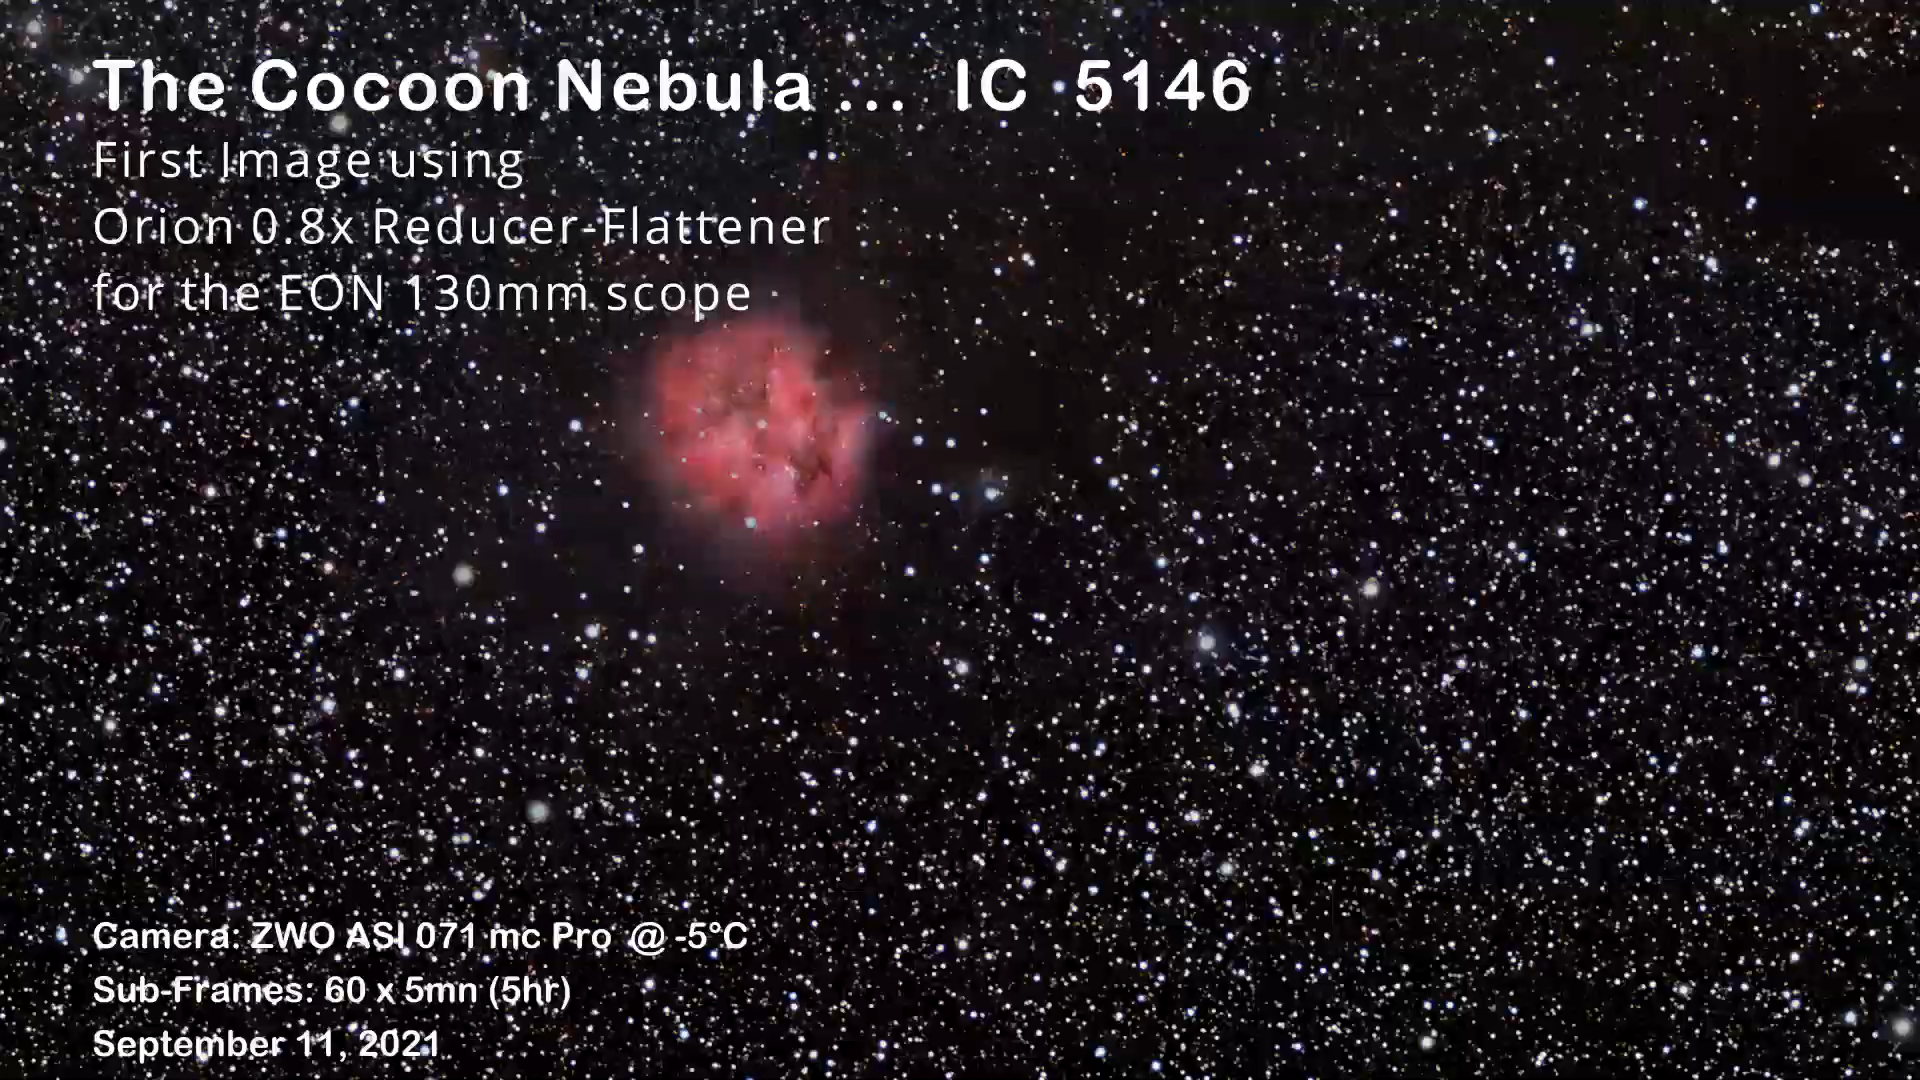 The Cocoon Nebula ... IC 5146
First Image using
Orion 0.8x Reducer-Flattener
for the EON 130mm scope
Camera: ZWO ASI 071 mc Pro @ -5°C
Sub-Frames: 60 x 5mn (5hr)
September 11, 2021